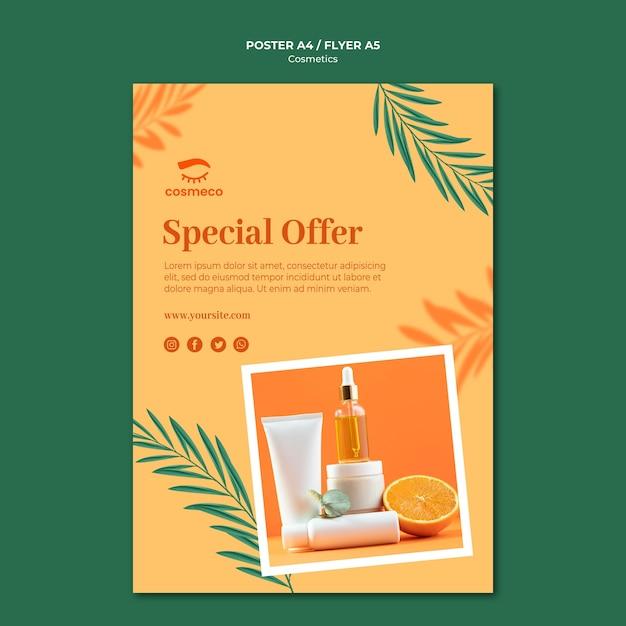 POSTER A4 / FLYER A5
Cosmetics
cosmeco
Special Offer
Lorem ipsum dolor sit amet, consectetur adipisicing
elit, sed do eiusmod tempor incididunt ut labore et
dolore magna aliqua. Ut enim ad minim veniam.
www.yoursite.com